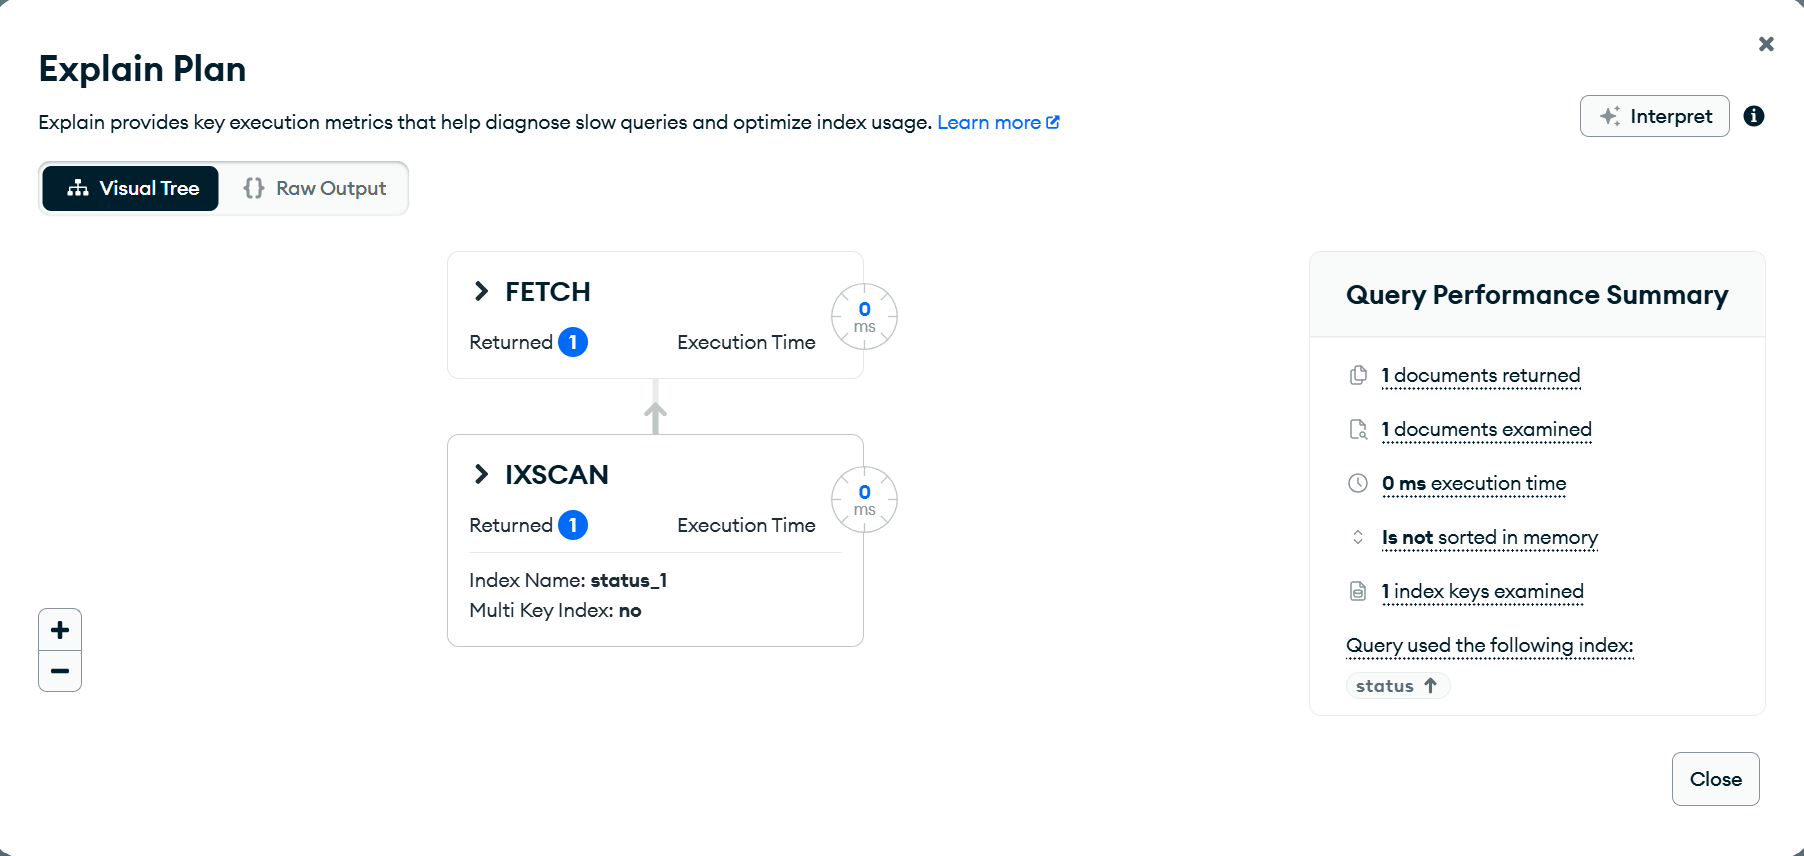 Explain Plan
Explain provides key execution metrics that help diagnose slow queries and optimize index usage. Learn more
Interpret
Visual Tree
Raw Output
FETCH
Returned 1 Execution Time
0 ms
IXSCAN
Returned 1 Execution Time
0 ms
Index Name: status_1
Multi Key Index: no
Query Performance Summary
1 documents returned
1 documents examined
0 ms execution time
Is not sorted in memory
1 index keys examined
Query used the following index:
status
Close